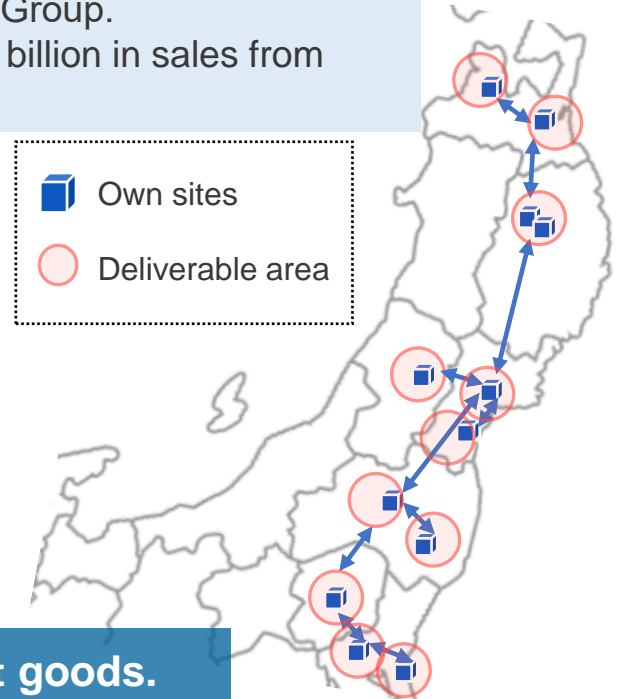 Group.
billion in sales from
Own sites
Deliverable area
goods.